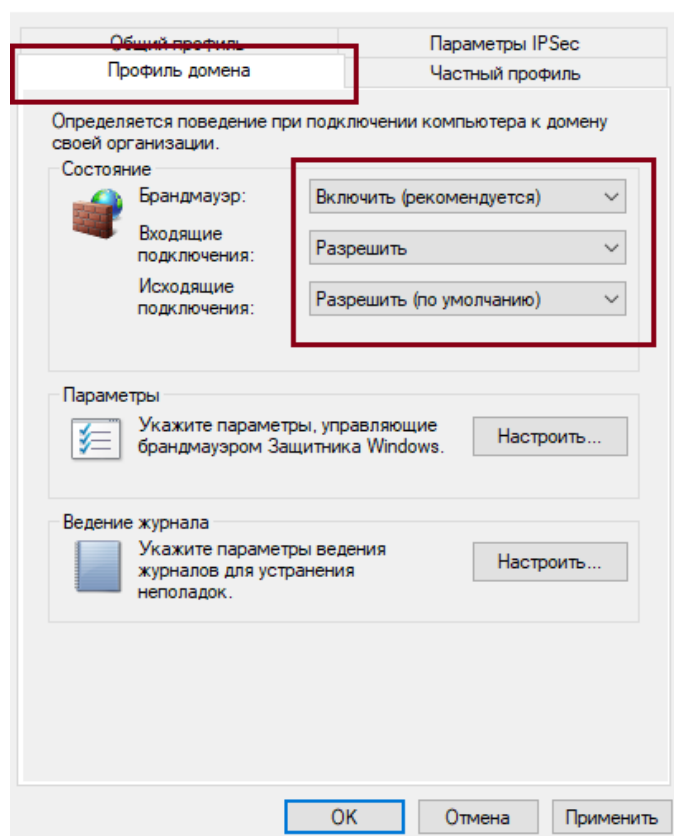 Общий профиль
Параметры IPSec
Профиль домена
Частный профиль
Определяется поведение при подключении компьютера к домену
своей организации.
Состояние
Брандмауэр:
Включить (рекомендуется)
Входящие
подключения:
Разрешить
Исходящие
подключения:
Разрешить (по умолчанию)
Параметры
Укажите параметры, управляющие
брандмауэром Защитника Windows.
Настроить...
Ведение журнала
Укажите параметры ведения
журналов для устранения
неполадок.
Настроить...
OK
Отмена
Применить